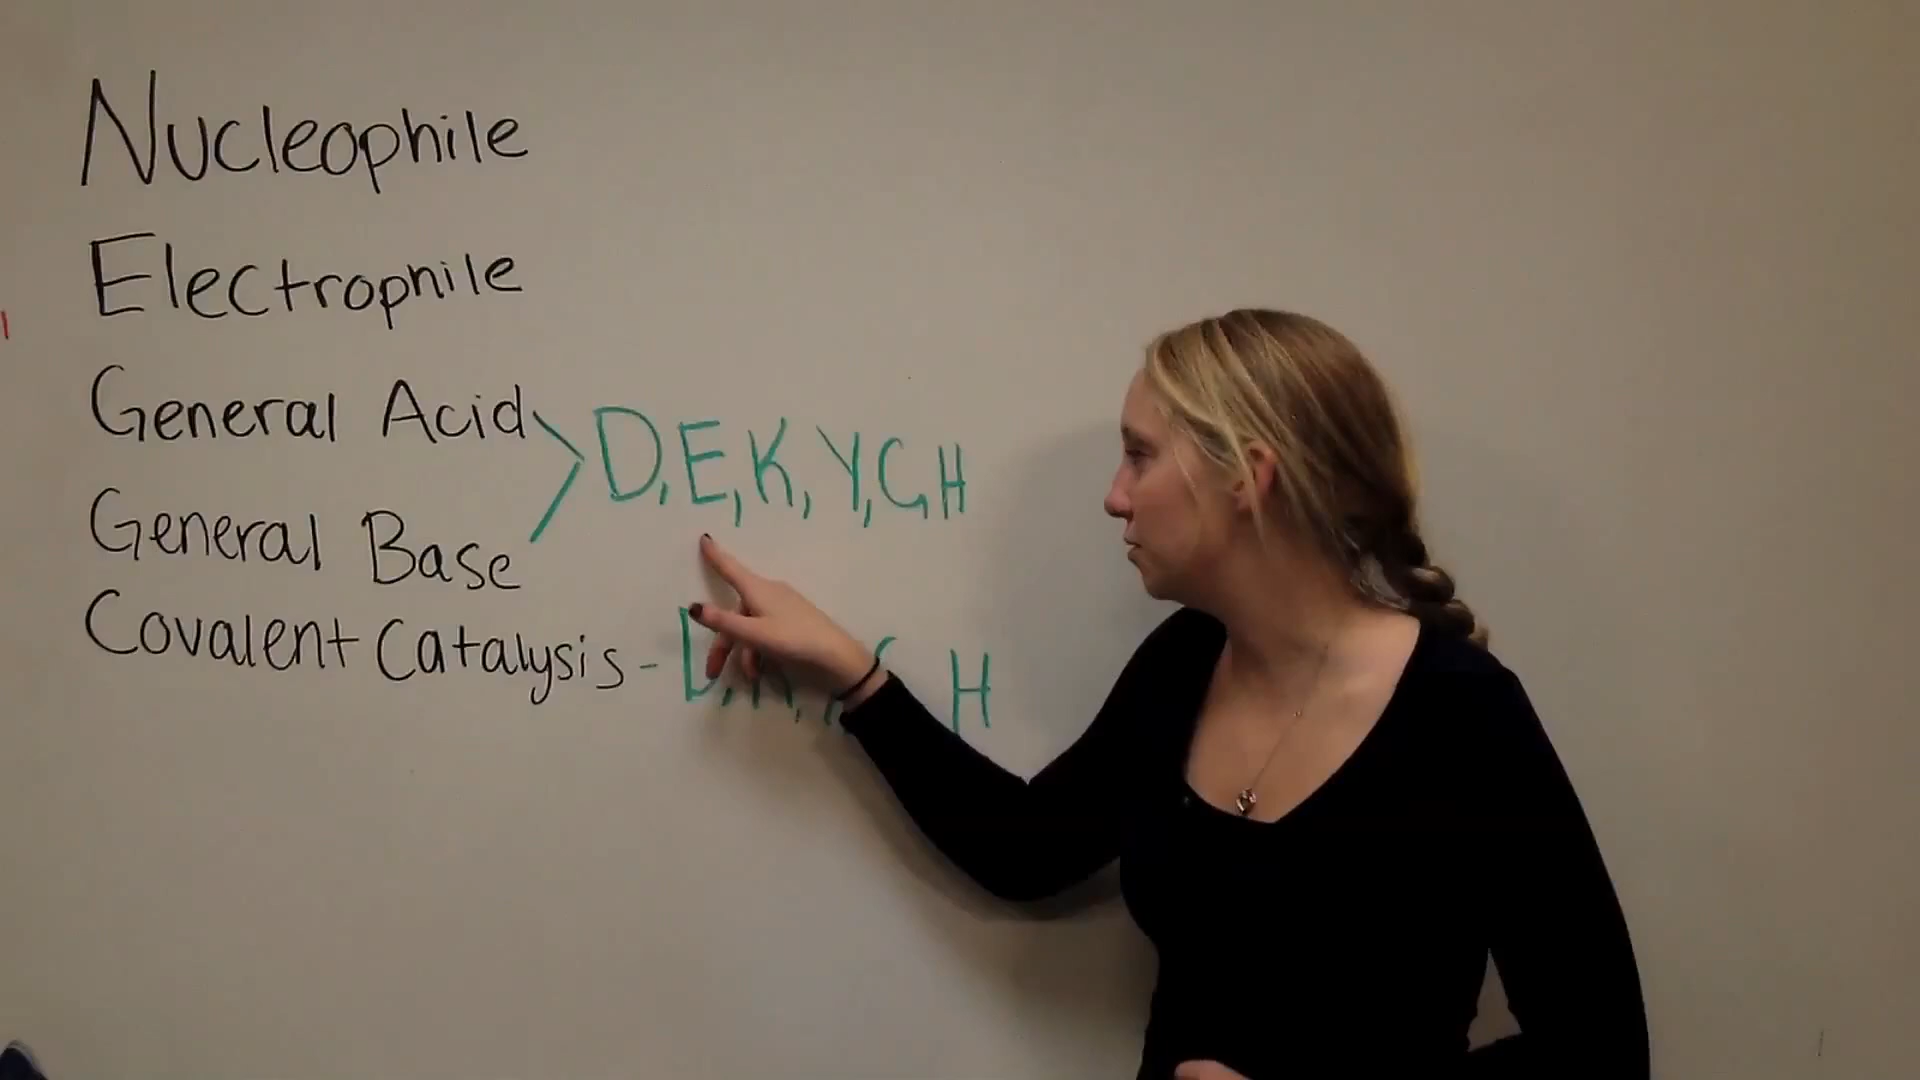 Nucleophile
Electrophile
General Acid > D, E, K, Y, C, H
General Base
Covalent Catalysis - D, K, H